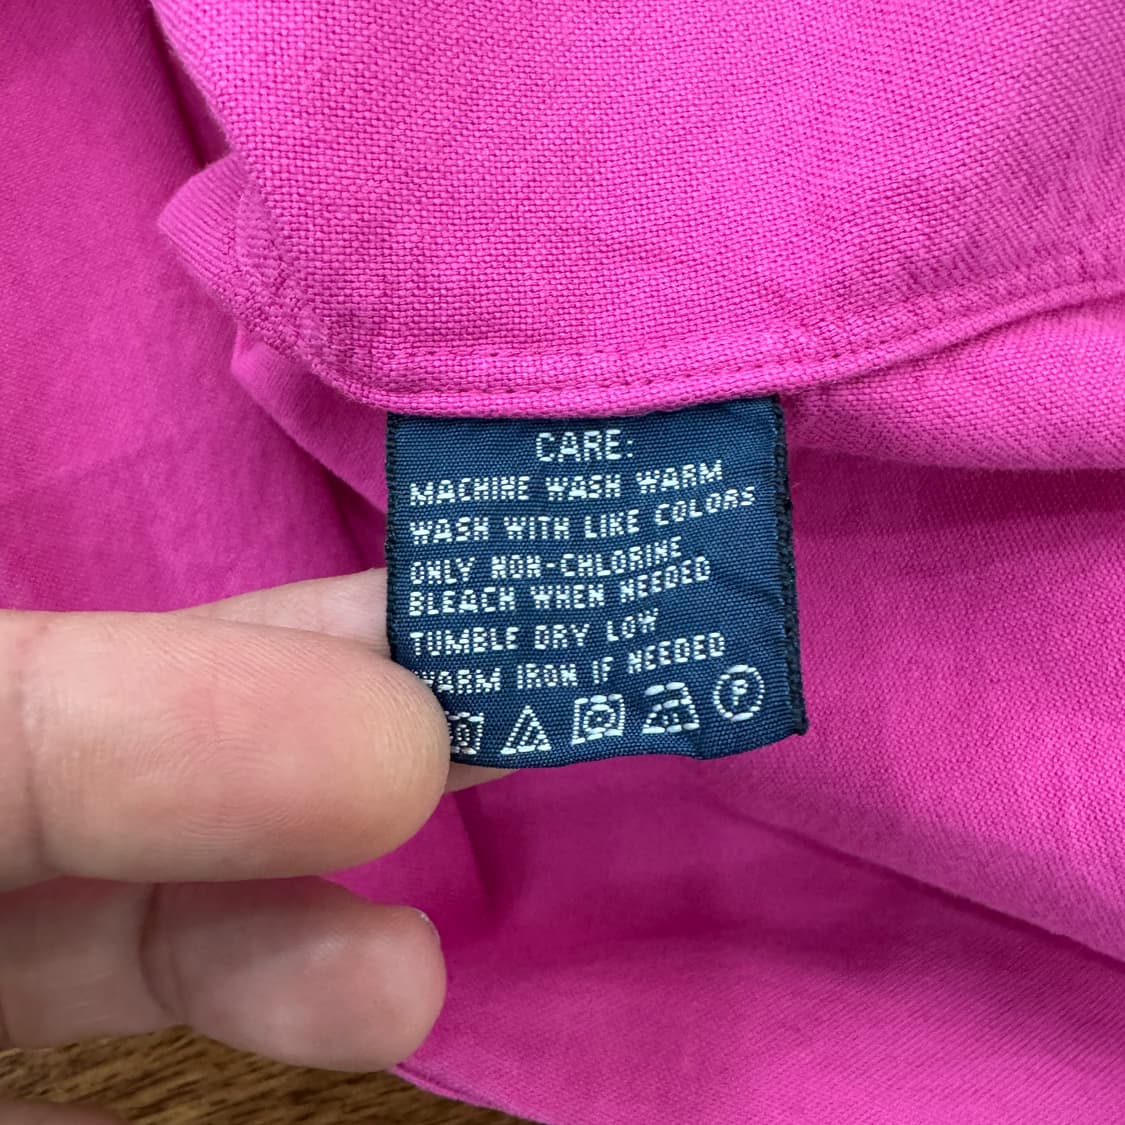 CARE:
MACHINE WASH WARM
WASH WITH LIKE COLORS
ONLY NON-CHLORINE
BLEACH WHEN NEEDED
TUMBLE DRY LOW
WARM IRON IF NEEDED
P